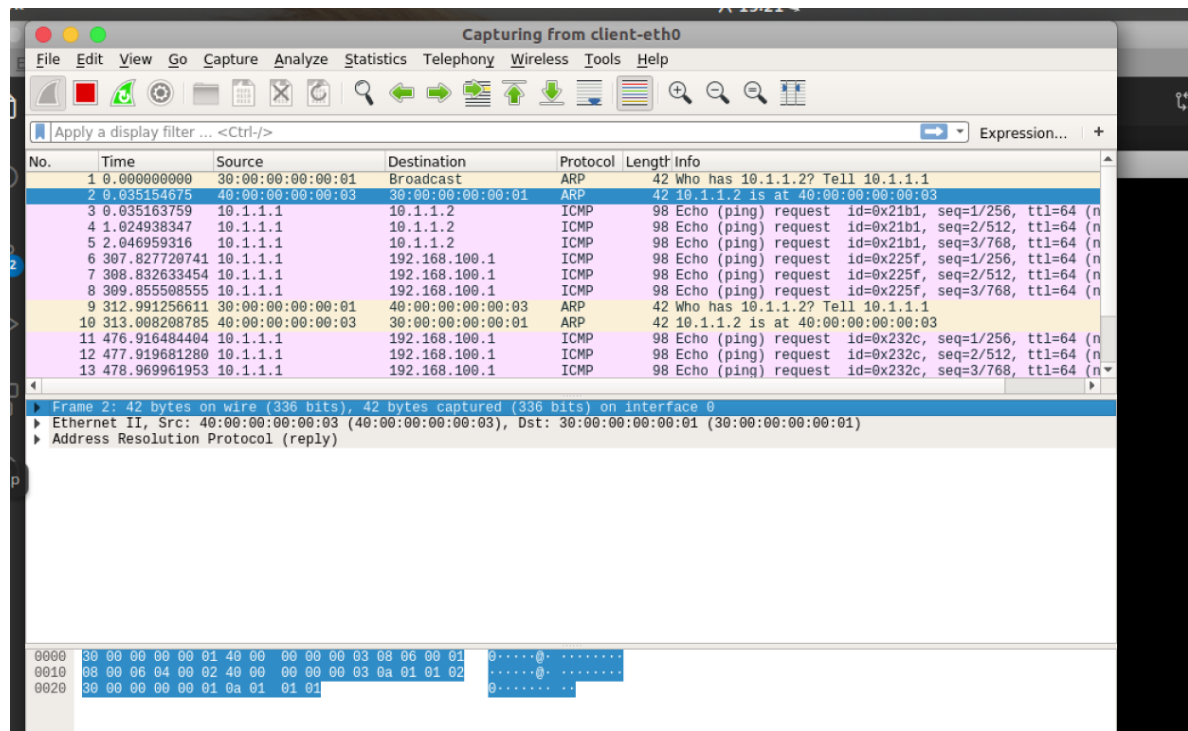 Capturing from client-eth0
File Edit View Go Capture Analyze Statistics Telephony Wireless Tools Help
Apply a display filter ... <Ctrl-/> Expression... +
No. Time Source Destination Protocol Length Info
1 0.000000000 30:00:00:00:00:01 Broadcast ARP 42 Who has 10.1.1.2? Tell 10.1.1.1
2 0.035154675 40:00:00:00:00:03 30:00:00:00:00:01 ARP 42 10.1.1.2 is at 40:00:00:00:00:03
3 0.035163759 10.1.1.1 10.1.1.2 ICMP 98 Echo (ping) request id=0x21b1, seq=1/256, ttl=64 (n
4 1.024938347 10.1.1.1 10.1.1.2 ICMP 98 Echo (ping) request id=0x21b1, seq=2/512, ttl=64 (n
5 2.046959316 10.1.1.1 10.1.1.2 ICMP 98 Echo (ping) request id=0x21b1, seq=3/768, ttl=64 (n
6 307.827720741 10.1.1.1 192.168.100.1 ICMP 98 Echo (ping) request id=0x225f, seq=1/256, ttl=64 (n
7 308.832633454 10.1.1.1 192.168.100.1 ICMP 98 Echo (ping) request id=0x225f, seq=2/512, ttl=64 (n
8 309.855508555 10.1.1.1 192.168.100.1 ICMP 98 Echo (ping) request id=0x225f, seq=3/768, ttl=64 (n
9 312.991256611 30:00:00:00:00:01 40:00:00:00:00:03 ARP 42 Who has 10.1.1.2? Tell 10.1.1.1
10 313.008208785 40:00:00:00:00:03 30:00:00:00:00:01 ARP 42 10.1.1.2 is at 40:00:00:00:00:03
11 476.916484404 10.1.1.1 192.168.100.1 ICMP 98 Echo (ping) request id=0x232c, seq=1/256, ttl=64 (n
12 477.919681280 10.1.1.1 192.168.100.1 ICMP 98 Echo (ping) request id=0x232c, seq=2/512, ttl=64 (n
13 478.969961953 10.1.1.1 192.168.100.1 ICMP 98 Echo (ping) request id=0x232c, seq=3/768, ttl=64 (n
Frame 2: 42 bytes on wire (336 bits), 42 bytes captured (336 bits) on interface 0
Ethernet II, Src: 40:00:00:00:00:03 (40:00:00:00:00:03), Dst: 30:00:00:00:00:01 (30:00:00:00:00:01)
Address Resolution Protocol (reply)
0000 30 00 00 00 00 01 40 00 00 00 00 03 08 06 00 01 0·····@· ········
0010 08 00 06 04 00 02 40 00 00 00 00 03 0a 01 01 02 ······@· ········
0020 30 00 00 00 00 01 0a 01 01 01 0······· ··